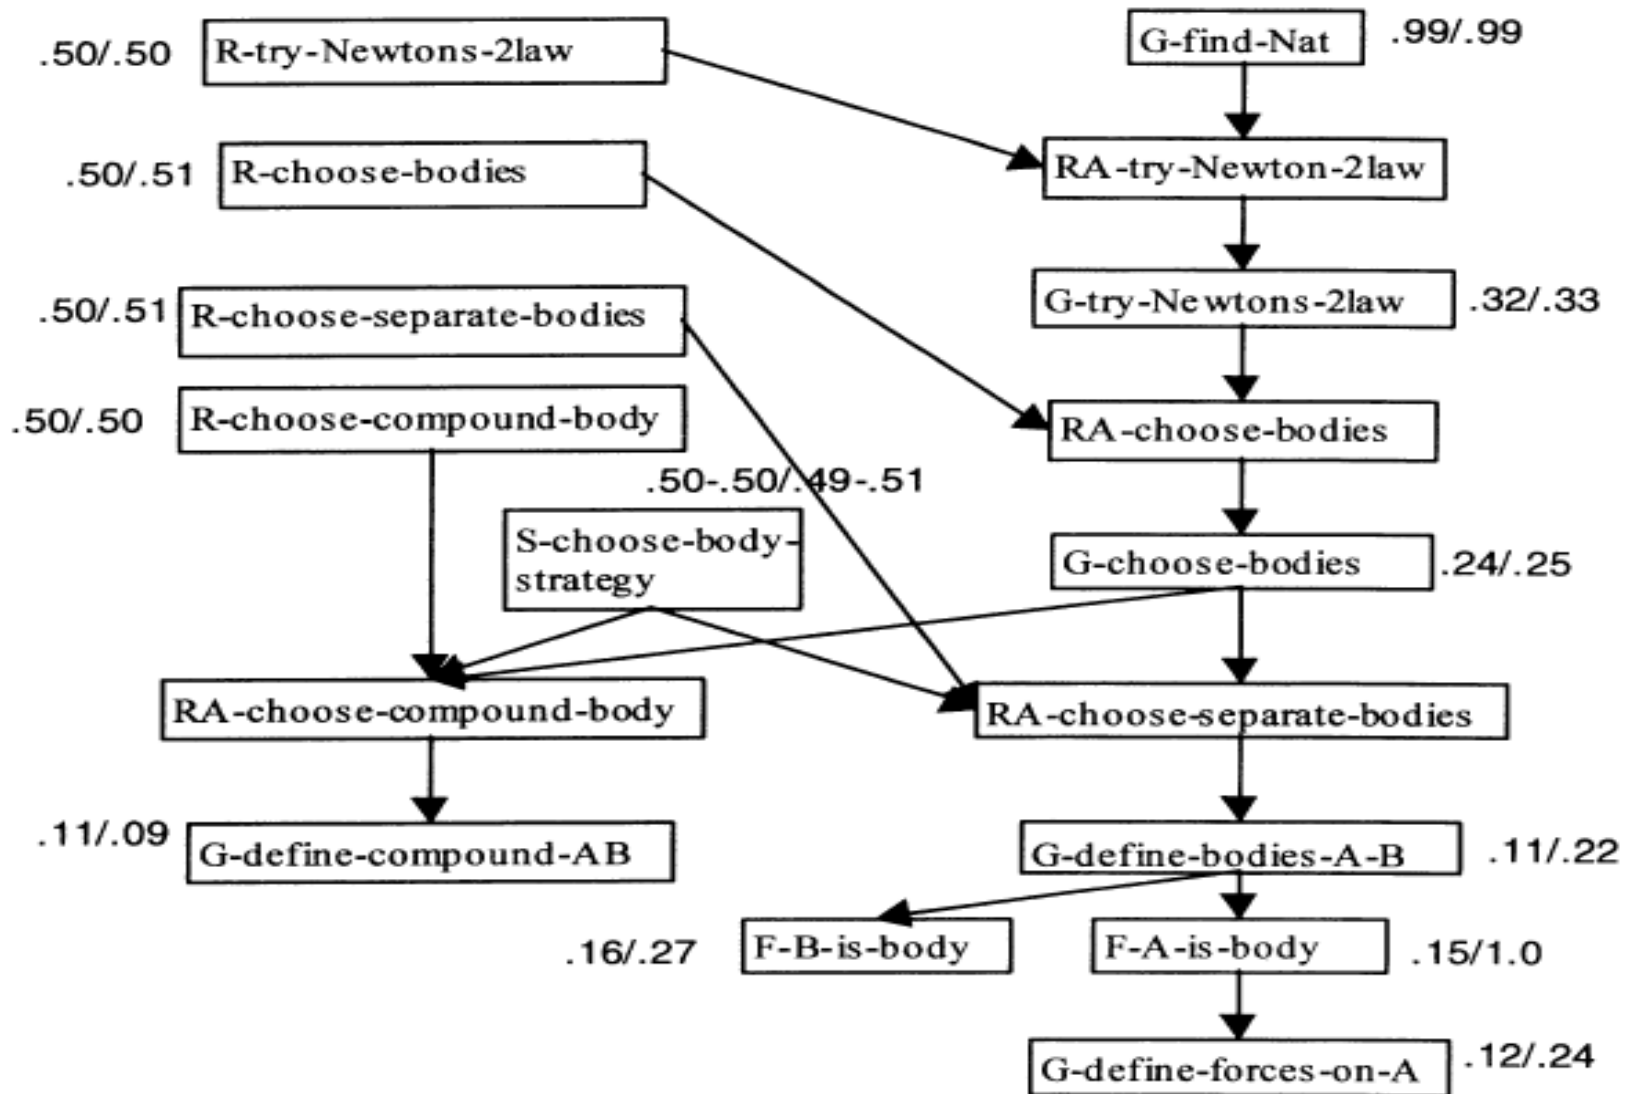 .50/.50 R-try-Newtons-2law G-find-Nat .99/.99
RA-try-Newton-2law
.50/.51 R-choose-bodies
.50/.51 R-choose-separate-bodies G-try-Newtons-2law .32/.33
.50/.50 R-choose-compound-body RA-choose-bodies
.50-.50/.49-.51
S-choose-body-
strategy
G-choose-bodies .24/.25
RA-choose-compound-body RA-choose-separate-bodies
.11/.09 G-define-compound-AB G-define-bodies-A-B .11/.22
.16/.27 F-B-is-body F-A-is-body .15/1.0
G-define-forces-on-A .12/.24